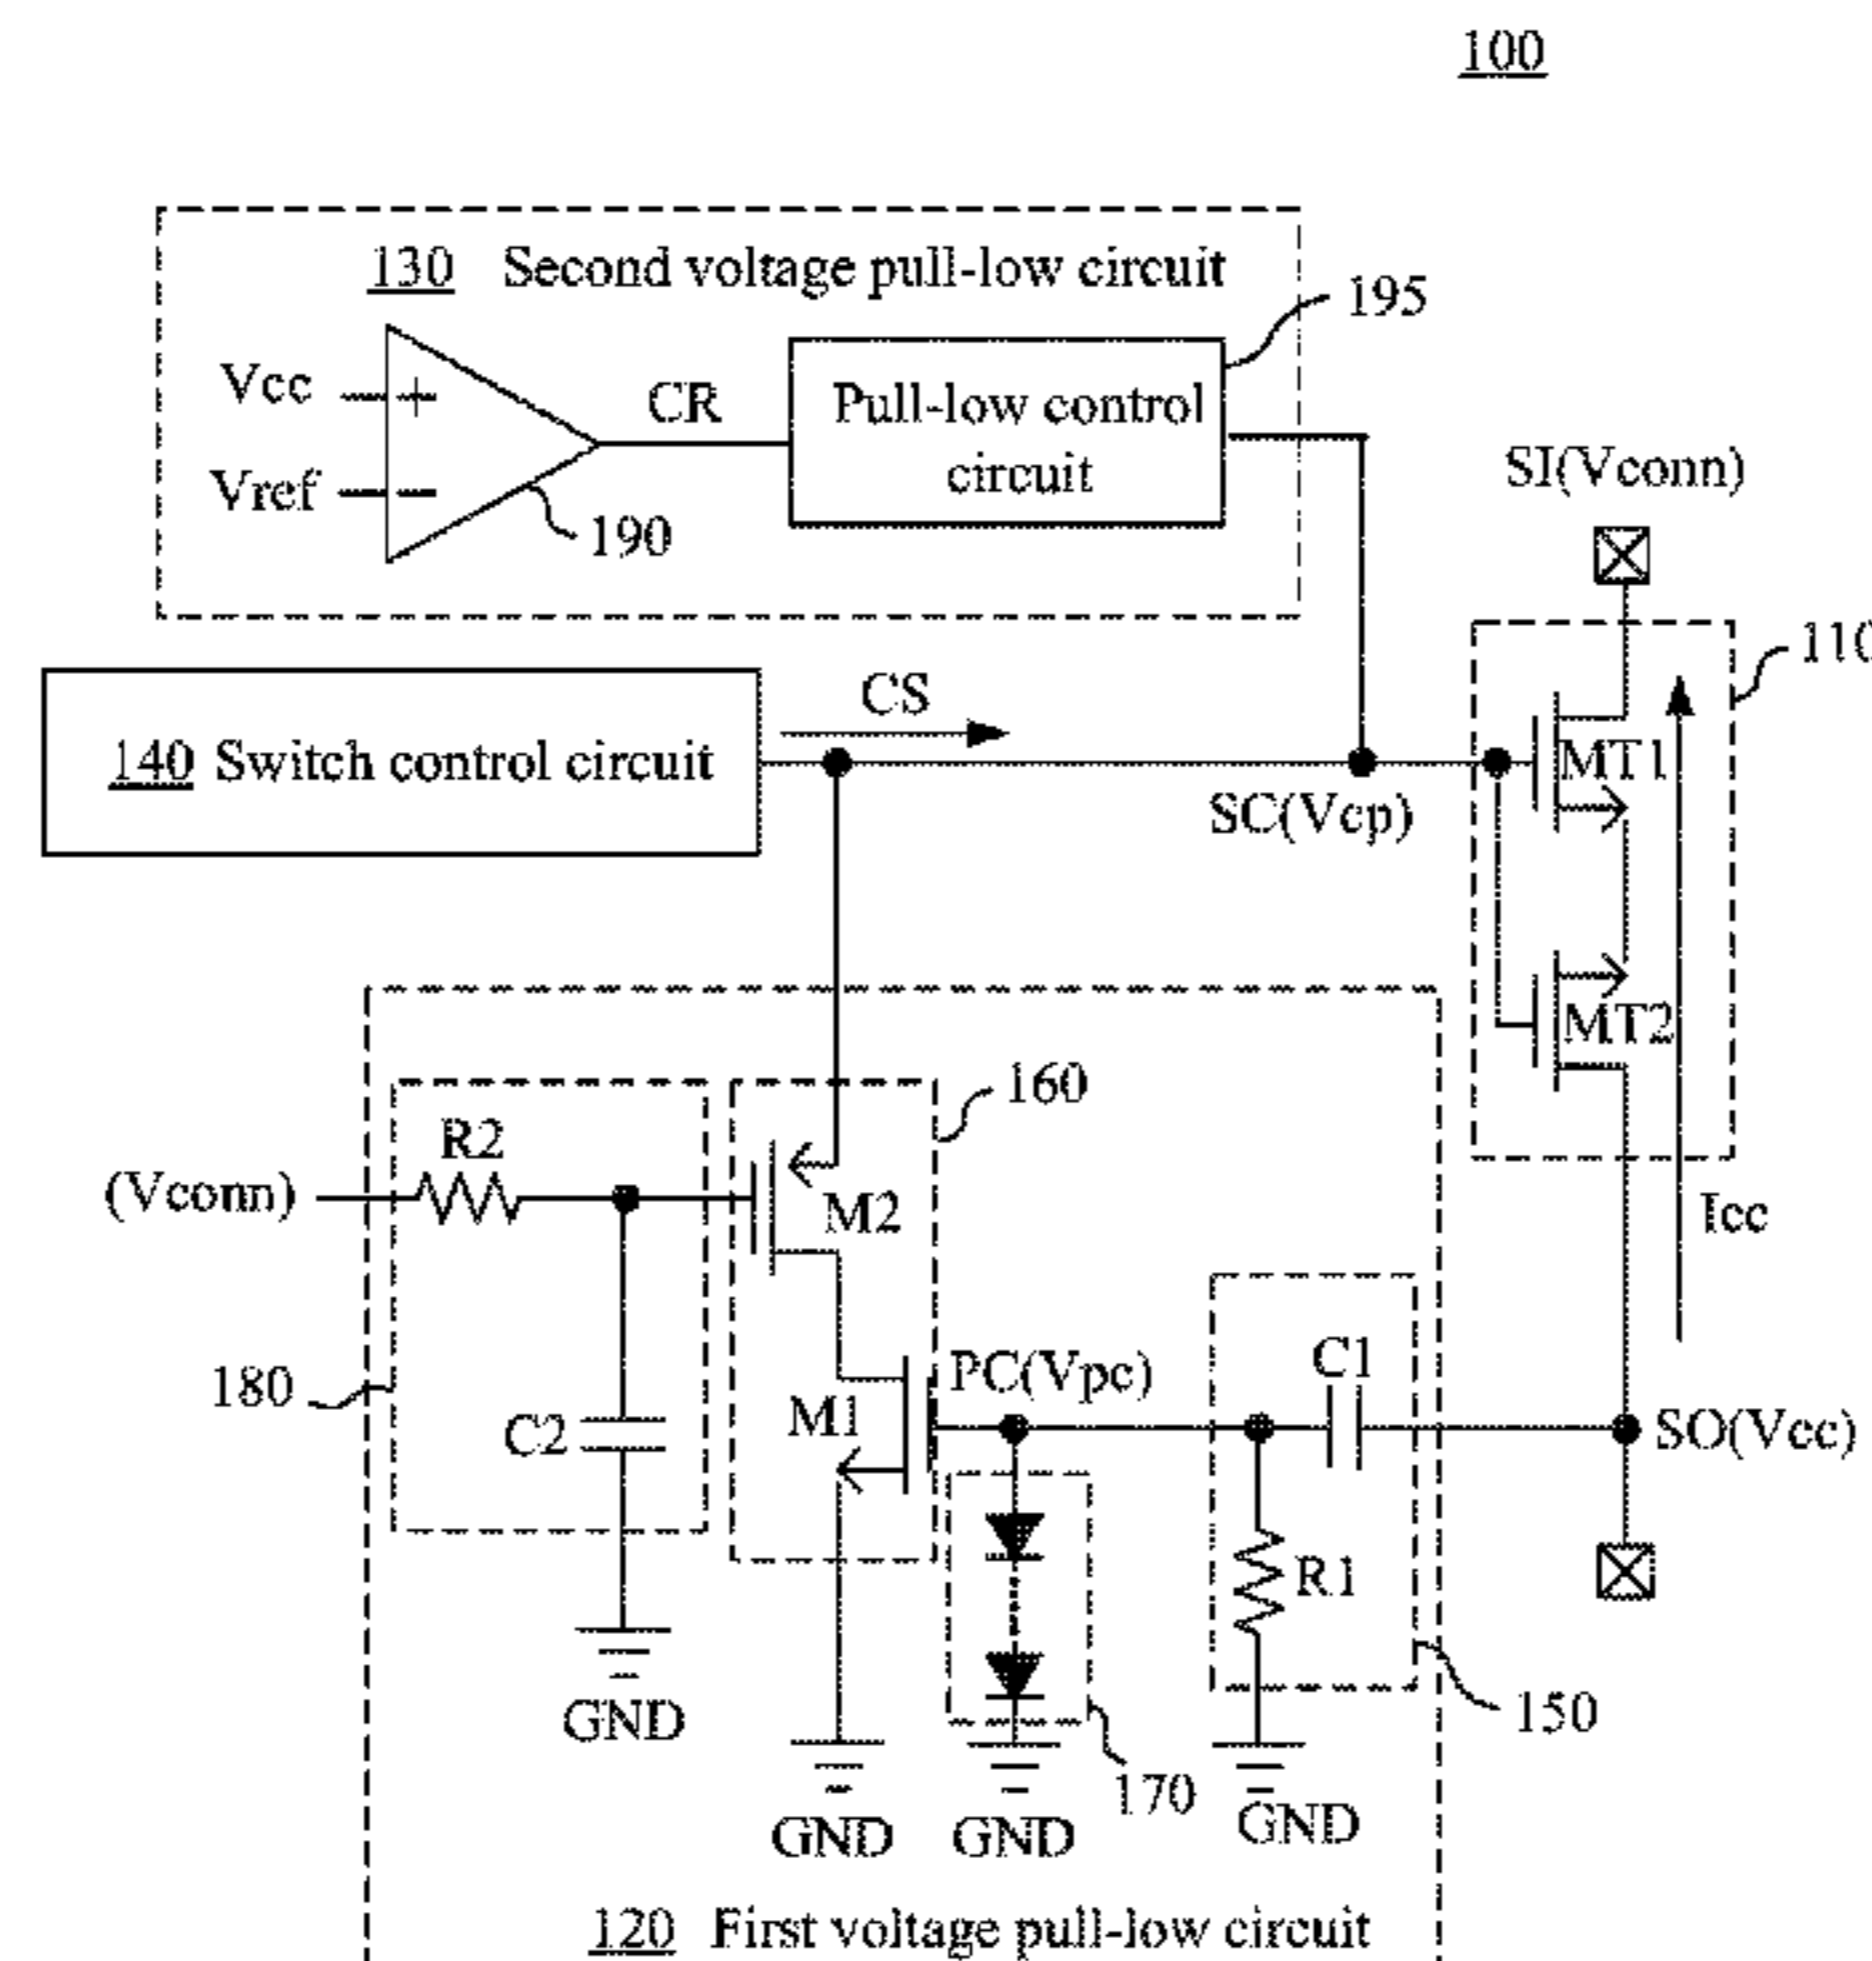 100
130 Second voltage pull-low circuit
195
Vcc
+
CR
Pull-low control
circuit
Vref
−
190
SI(Vconn)
110
CS
140 Switch control circuit
MT1
SC(Vcp)
MT2
160
R2
(Vconn)
M2
Icc
180
C2
M1
PC(Vpc)
C1
SO(Vcc)
R1
GND
150
170
GND
GND
GND
120 First voltage pull-low circuit